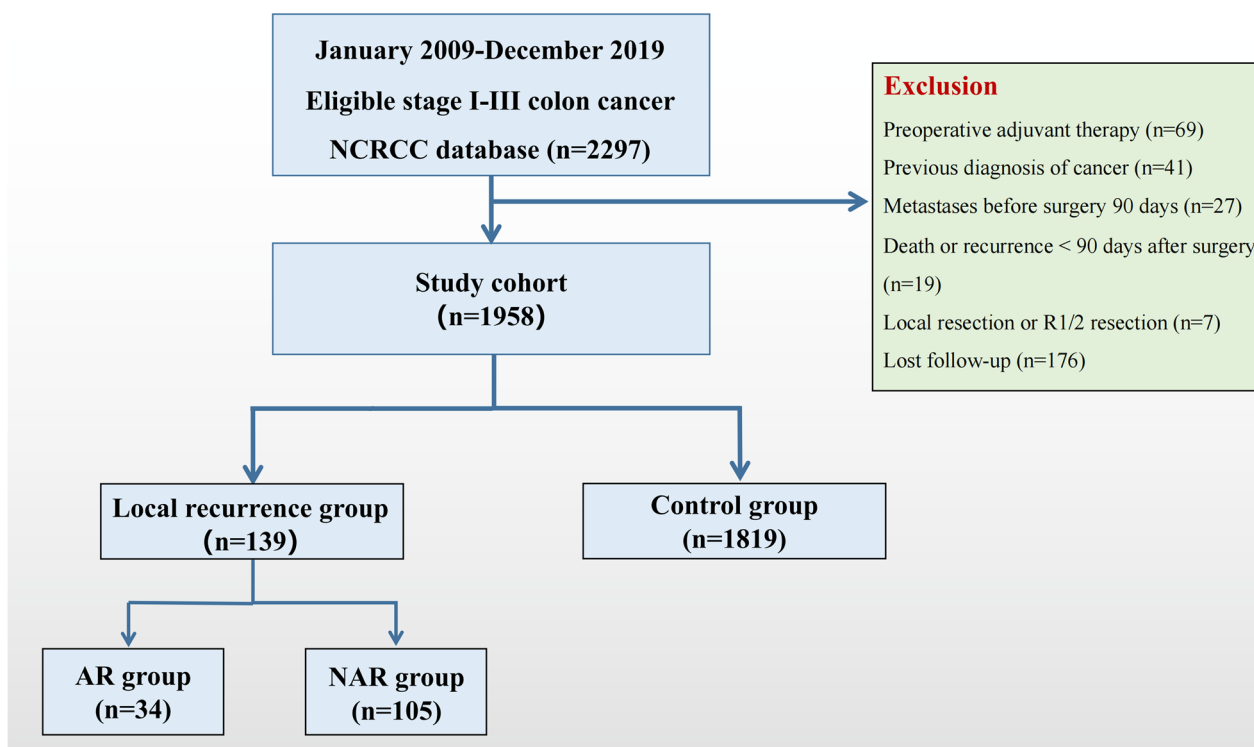 January 2009-December 2019
Eligible stage I-III colon cancer
NCRCC database (n=2297)
Exclusion
Preoperative adjuvant therapy (n=69)
Previous diagnosis of cancer (n=41)
Metastases before surgery 90 days (n=27)
Death or recurrence < 90 days after surgery
(n=19)
Local resection or R1/2 resection (n=7)
Lost follow-up (n=176)
Study cohort
(n=1958)
Local recurrence group
(n=139)
Control group
(n=1819)
AR group
(n=34)
NAR group
(n=105)